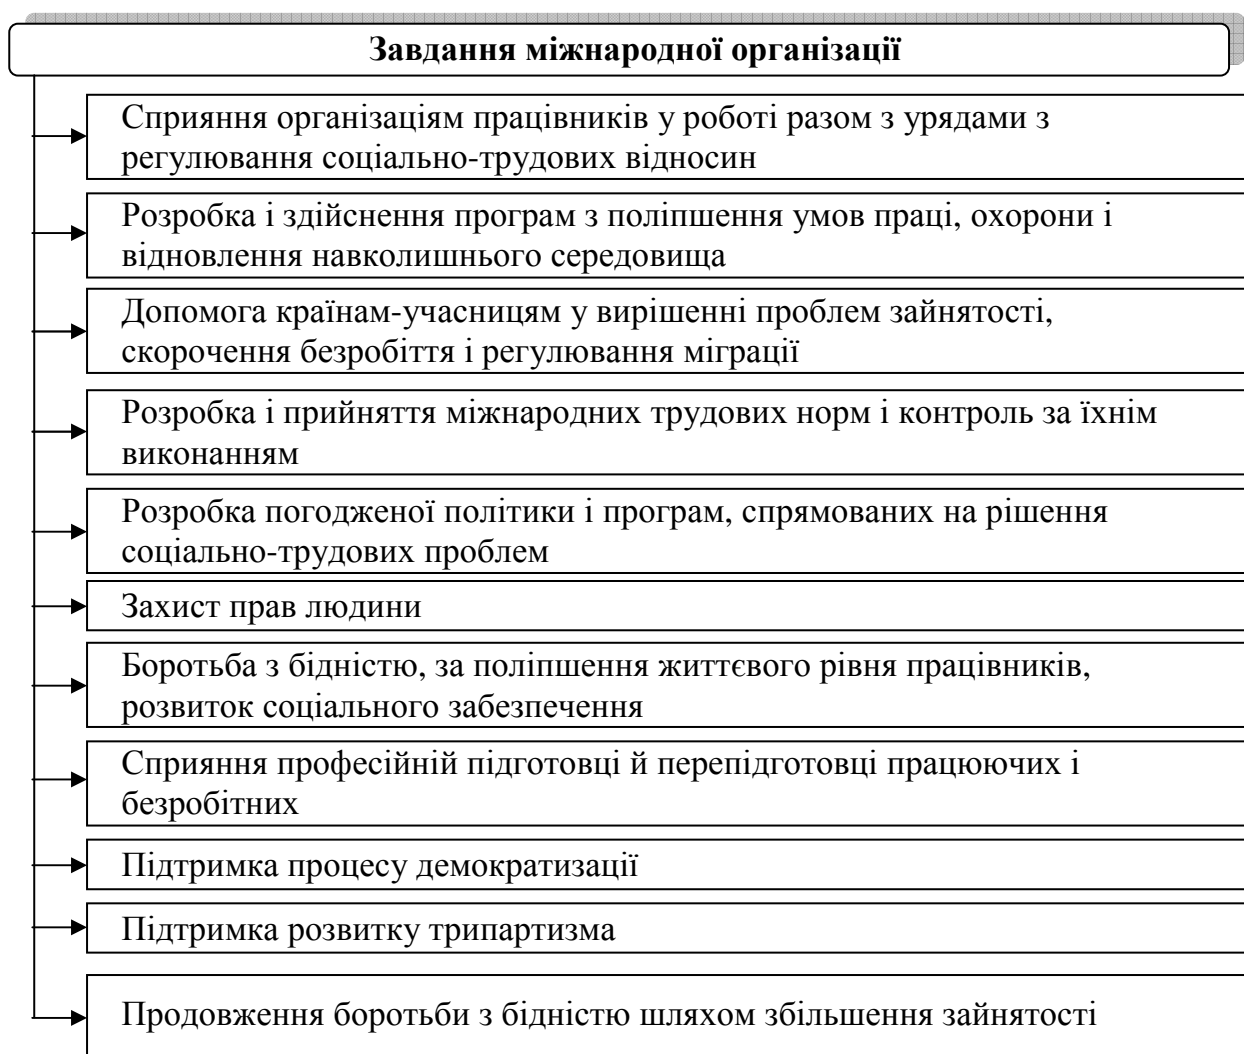 Завдання міжнародної організації
Сприяння організаціям працівників у роботі разом з урядами з
регулювання соціально-трудових відносин
Розробка і здійснення програм з поліпшення умов праці, охорони і
відновлення навколишнього середовища
Допомога країнам-учасницям у вирішенні проблем зайнятості,
скорочення безробіття і регулювання міграції
Розробка і прийняття міжнародних трудових норм і контроль за їхнім
виконанням
Розробка погодженої політики і програм, спрямованих на рішення
соціально-трудових проблем
Захист прав людини
Боротьба з бідністю, за поліпшення життєвого рівня працівників,
розвиток соціального забезпечення
Сприяння професійній підготовці й перепідготовці працюючих і
безробітних
Підтримка процесу демократизації
Підтримка розвитку трипартизма
Продовження боротьби з бідністю шляхом збільшення зайнятості